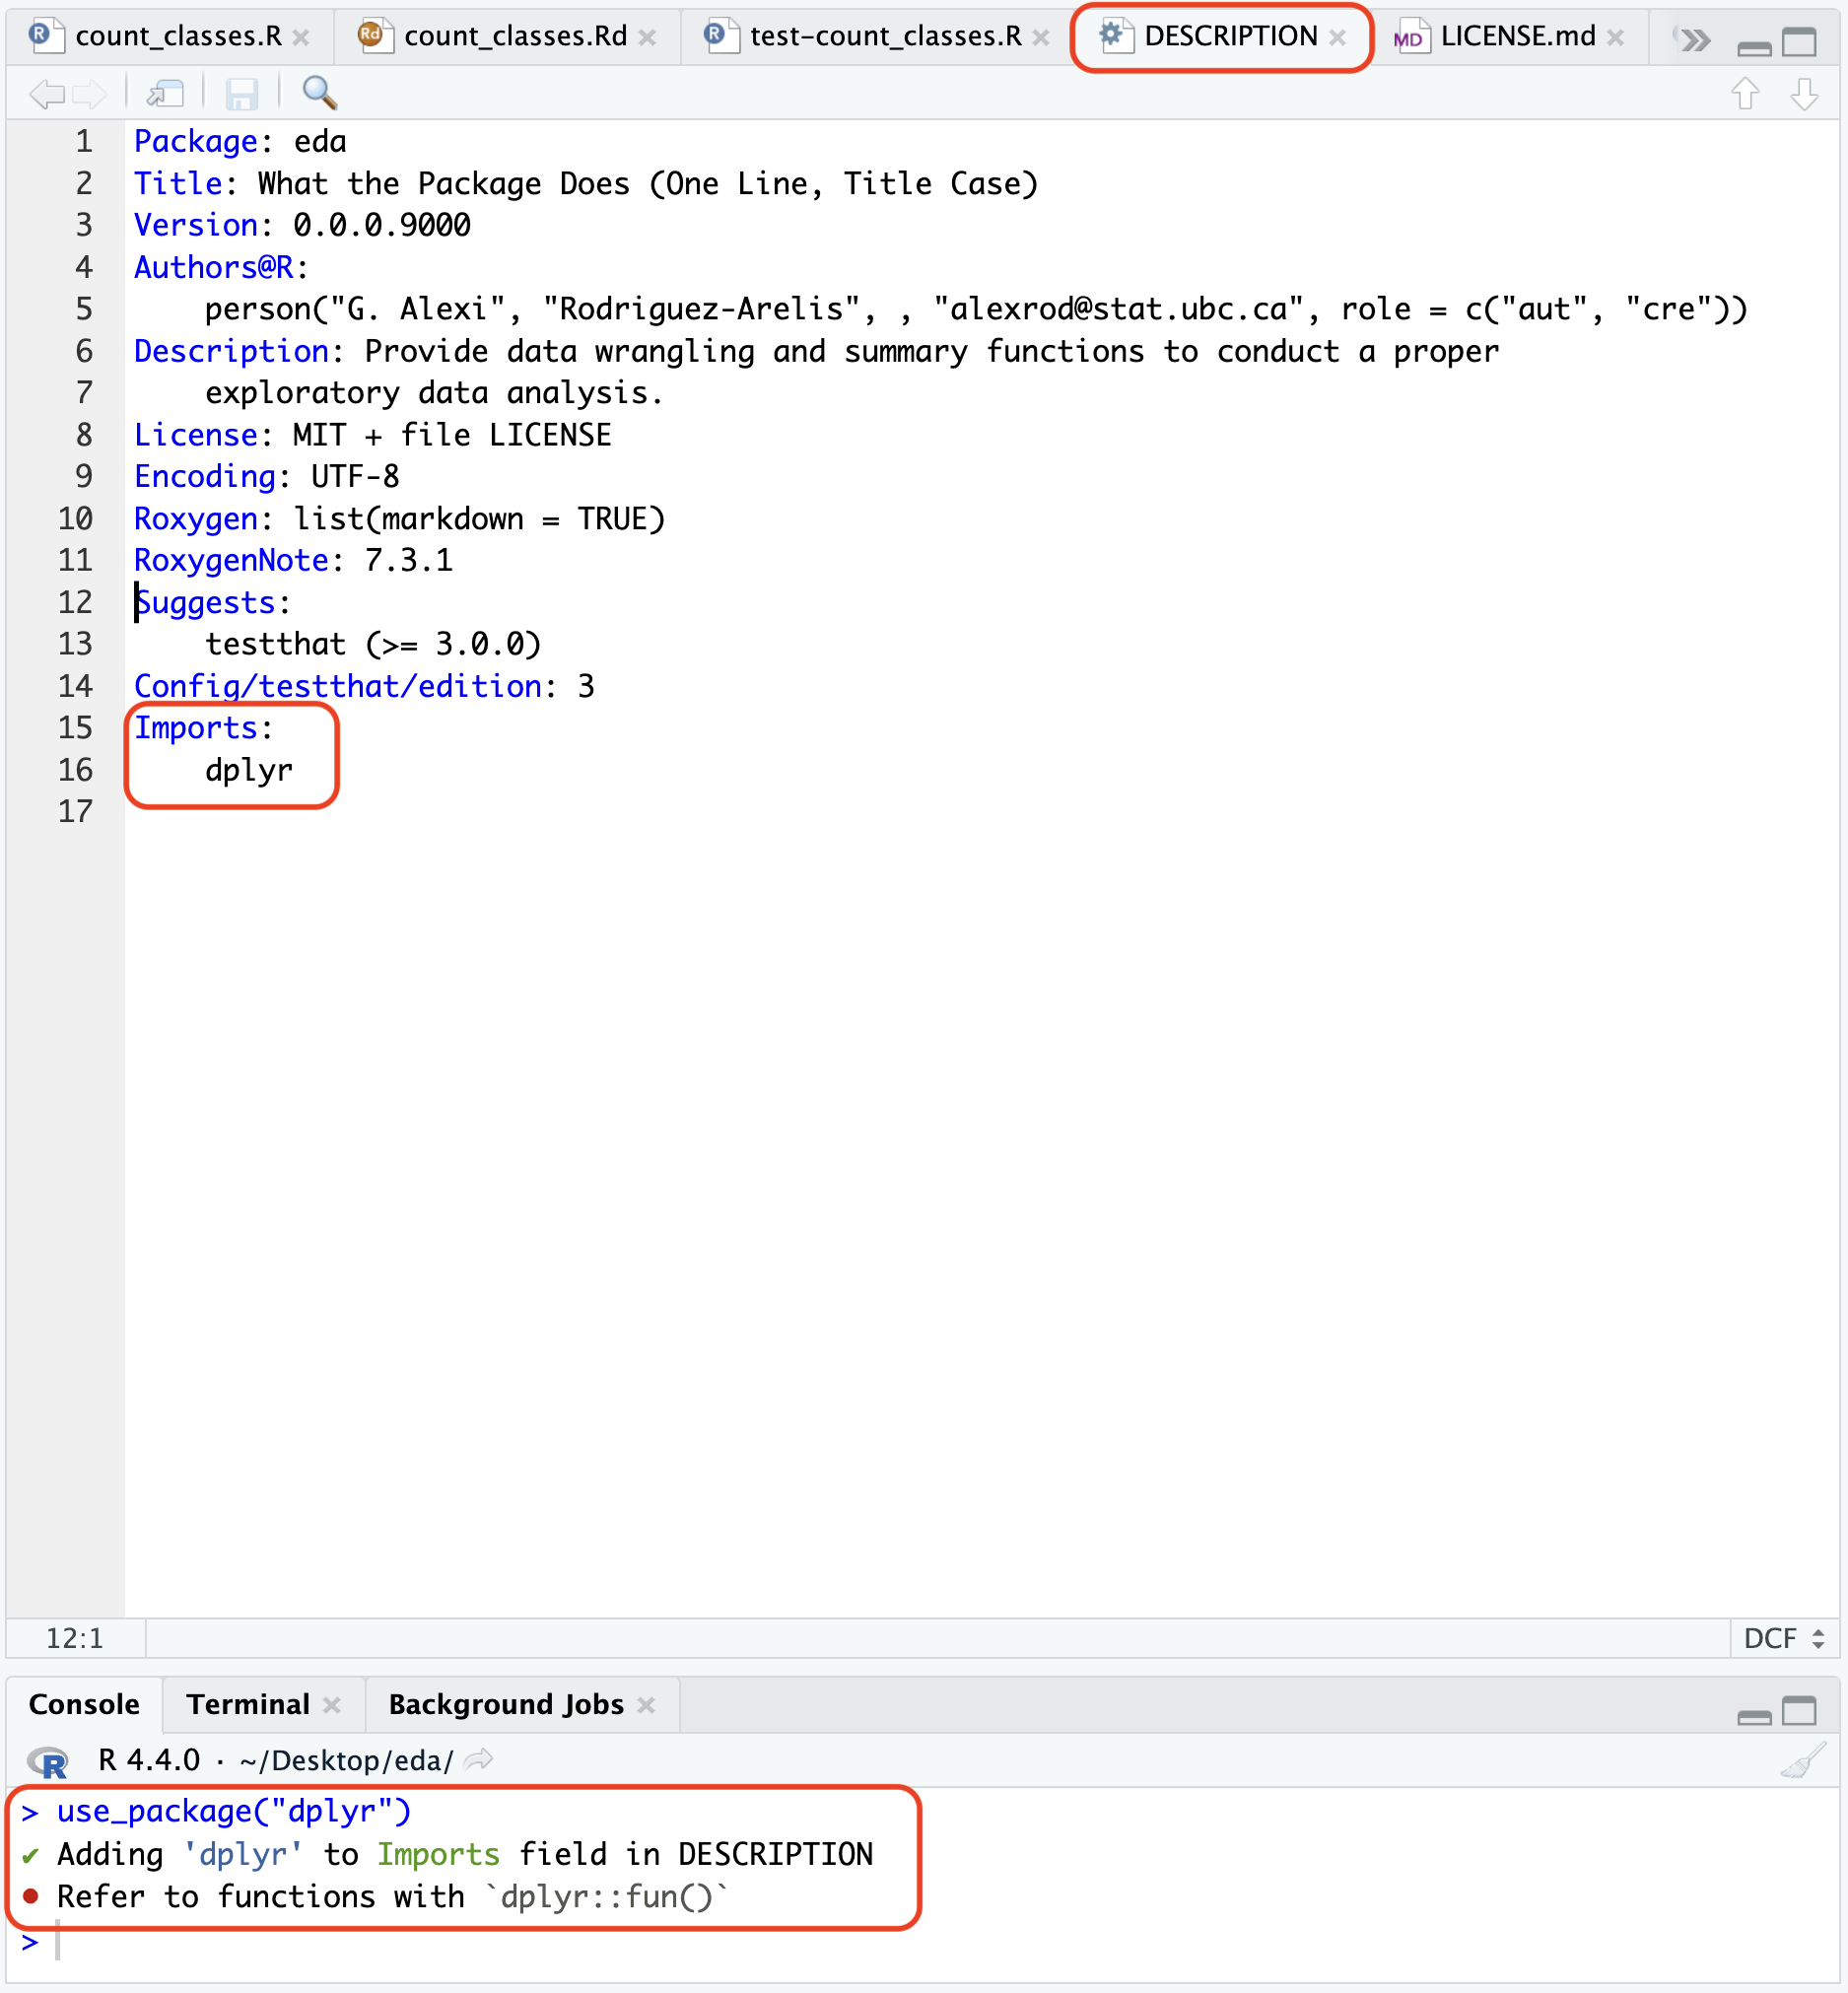 count_classes.R count_classes.Rd test-count_classes.R DESCRIPTION MD LICENSE.md
1 Package: eda
2 Title: What the Package Does (One Line, Title Case)
3 Version: 0.0.0.9000
4 Authors@R:
5 person("G. Alexi", "Rodriguez-Arelis", , "alexrod@stat.ubc.ca", role = c("aut", "cre"))
6 Description: Provide data wrangling and summary functions to conduct a proper
7 exploratory data analysis.
8 License: MIT + file LICENSE
9 Encoding: UTF-8
10 Roxygen: list(markdown = TRUE)
11 RoxygenNote: 7.3.1
12 Suggests:
13 testthat (>= 3.0.0)
14 Config/testthat/edition: 3
15 Imports:
16 dplyr
17
12:1 DCF
Console Terminal Background Jobs
R R 4.4.0 · ~/Desktop/eda/
> use_package("dplyr")
✔ Adding 'dplyr' to Imports field in DESCRIPTION
• Refer to functions with `dplyr::fun()`
>